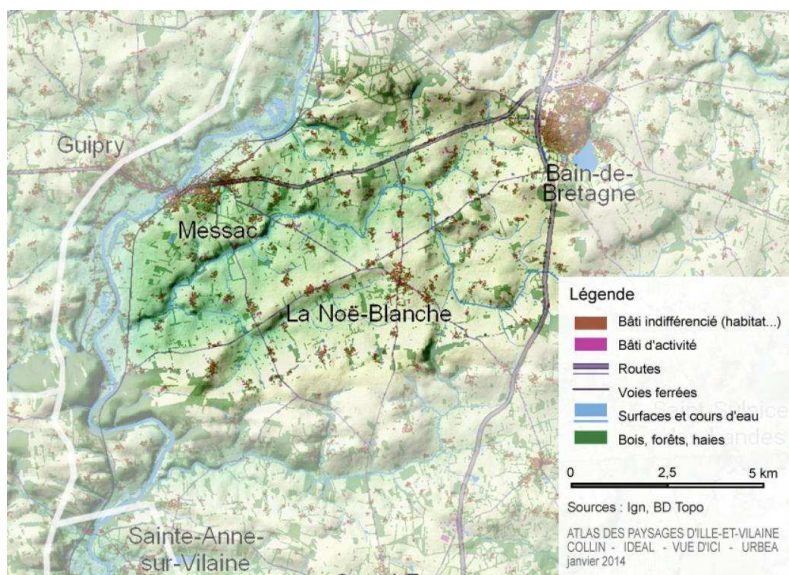 Guipry
Bain-de-
Bretagne
Messac
La Noë-Blanche
Légende
Bâti indifférencié (habitat...)
Bâti d'activité
Routes
Voies ferrées
Surfaces et cours d'eau
Bois, forêts, haies
0 2,5 5 km
Sources : Ign, BD Topo
ATLAS DES PAYSAGES D'ILLE-ET-VILAINE
COLLIN - IDEAL - VUE D'ICI - URBEA
janvier 2014
Sainte-Anne-
sur-Vilaine